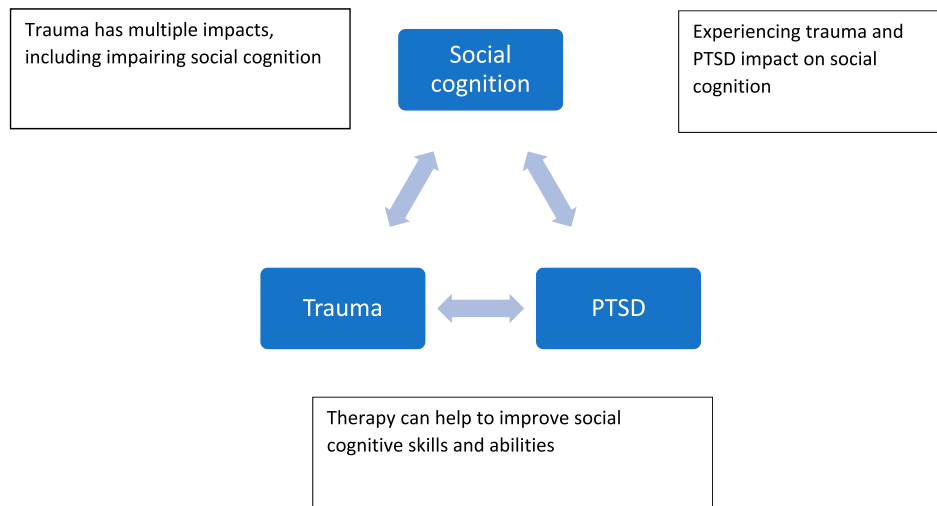 Trauma has multiple impacts,
including impairing social cognition
Social
cognition
Experiencing trauma and
PTSD impact on social
cognition
Trauma
PTSD
Therapy can help to improve social
cognitive skills and abilities